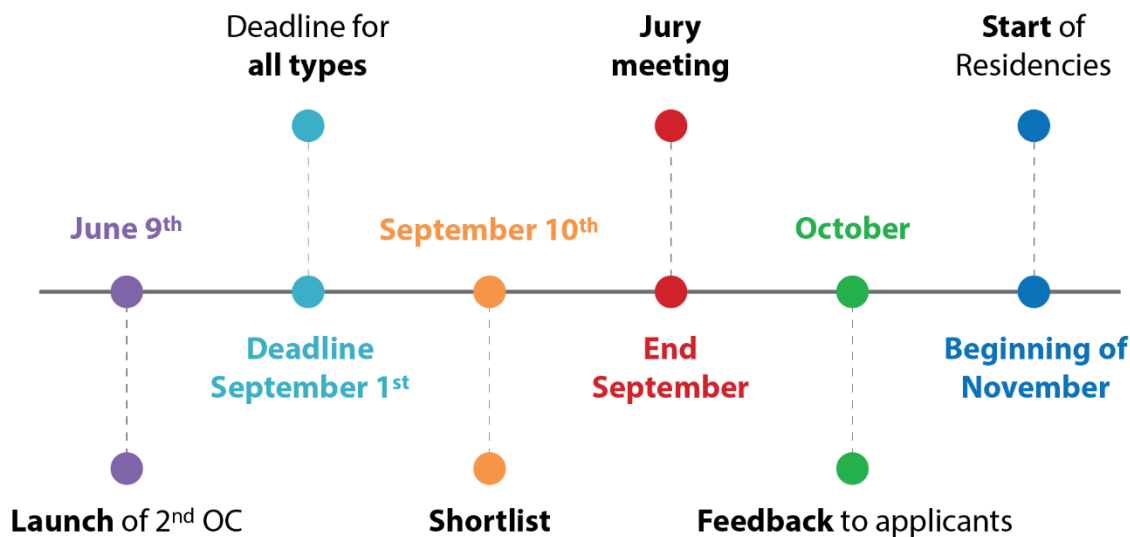 Deadline for
all types
Jury
meeting
Start of
Residencies
June 9th
September 10th
October
Deadline
September 1st
End
September
Beginning of
November
Launch of 2nd OC
Shortlist
Feedback to applicants